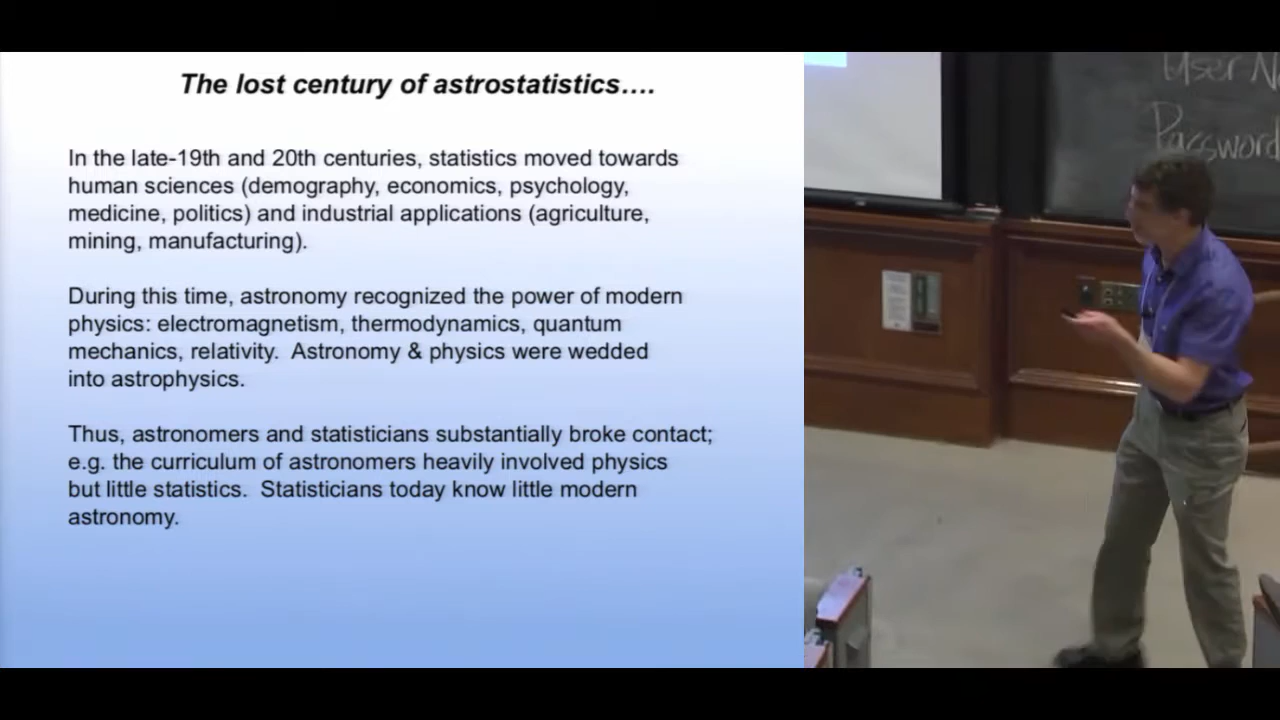 The lost century of astrostatistics….
In the late-19th and 20th centuries, statistics moved towards
human sciences (demography, economics, psychology,
medicine, politics) and industrial applications (agriculture,
mining, manufacturing).
During this time, astronomy recognized the power of modern
physics: electromagnetism, thermodynamics, quantum
mechanics, relativity.  Astronomy & physics were wedded
into astrophysics.
Thus, astronomers and statisticians substantially broke contact;
e.g. the curriculum of astronomers heavily involved physics
but little statistics.  Statisticians today know little modern
astronomy.
User N
Password